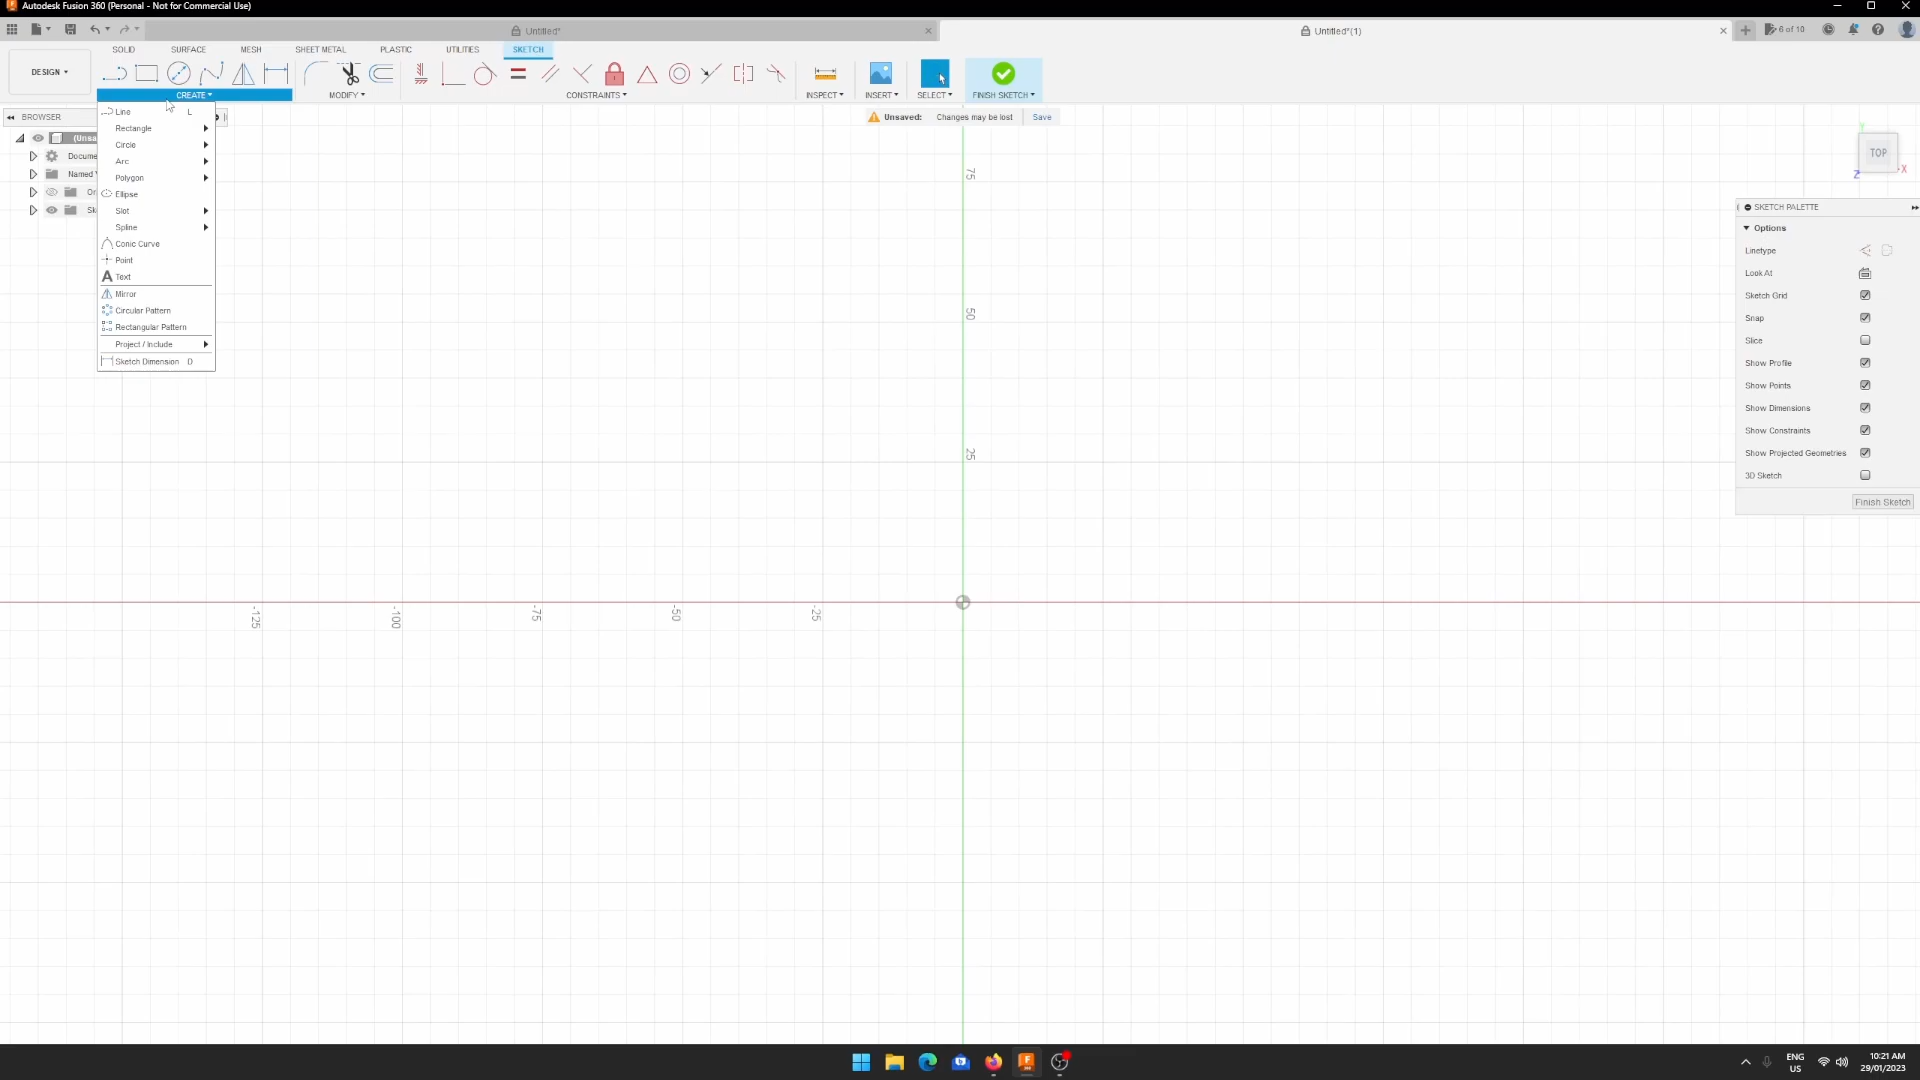 Autodesk Fusion 360 (Personal - Not for Commercial Use)
Untitled*
Untitled*(1)
6 of 10
SOLID
SURFACE
MESH
SHEET METAL
PLASTIC
UTILITIES
SKETCH
DESIGN
CREATE
MODIFY
CONSTRAINTS
INSPECT
INSERT
SELECT
FINISH SKETCH
BROWSER
(Unsa
Docume
Named
Or
Sk
Line L
Rectangle
Circle
Arc
Polygon
Ellipse
Slot
Spline
Conic Curve
Point
A Text
Mirror
Circular Pattern
Rectangular Pattern
Project / Include
Sketch Dimension D
Unsaved: Changes may be lost Save
75
50
25
-125
-100
-75
-50
-25
Y
TOP
X
Z
SKETCH PALETTE
Options
Linetype
Look At
Sketch Grid
Snap
Slice
Show Profile
Show Points
Show Dimensions
Show Constraints
Show Projected Geometries
3D Sketch
Finish Sketch
ENG
US
10:21 AM
29/01/2023